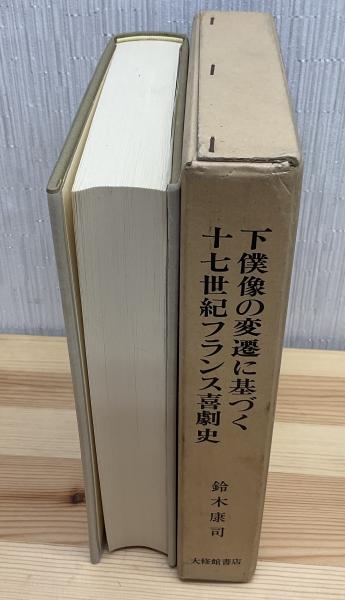 下僕像の変遷に基づく
十七世紀フランス喜劇史
鈴木康司
大修館書店